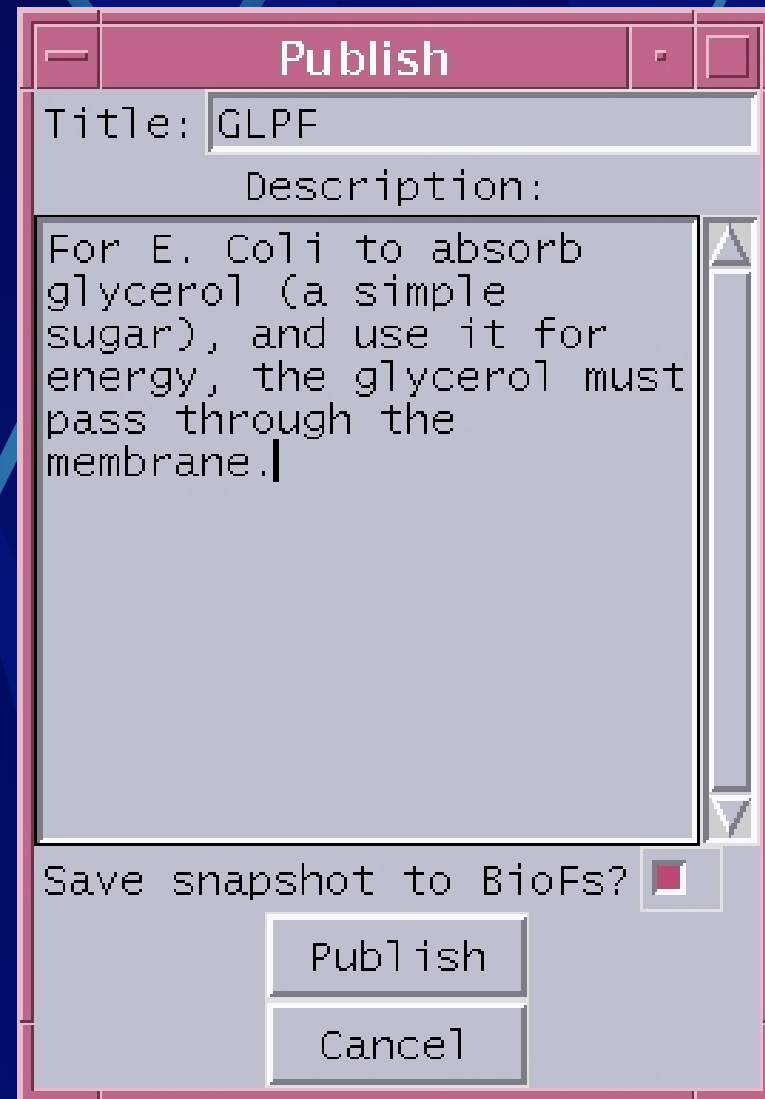 Publish
Title: GLPF
Description:
For E. Coli to absorb
glycerol (a simple
sugar), and use it for
energy, the glycerol must
pass through the
membrane.
Save snapshot to BioFs?
Publish
Cancel